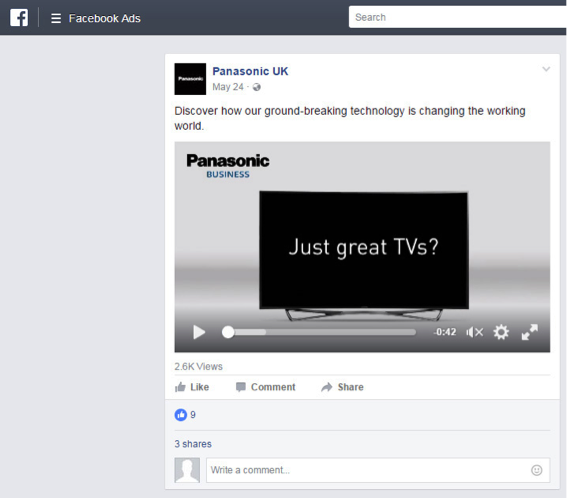 Facebook Ads
Search
Panasonic
Panasonic UK
May 24 ·
Discover how our ground-breaking technology is changing the working
world.
Panasonic
BUSINESS
Just great TVs?
-0:42
2.6K Views
Like Comment Share
9
3 shares
Write a comment...